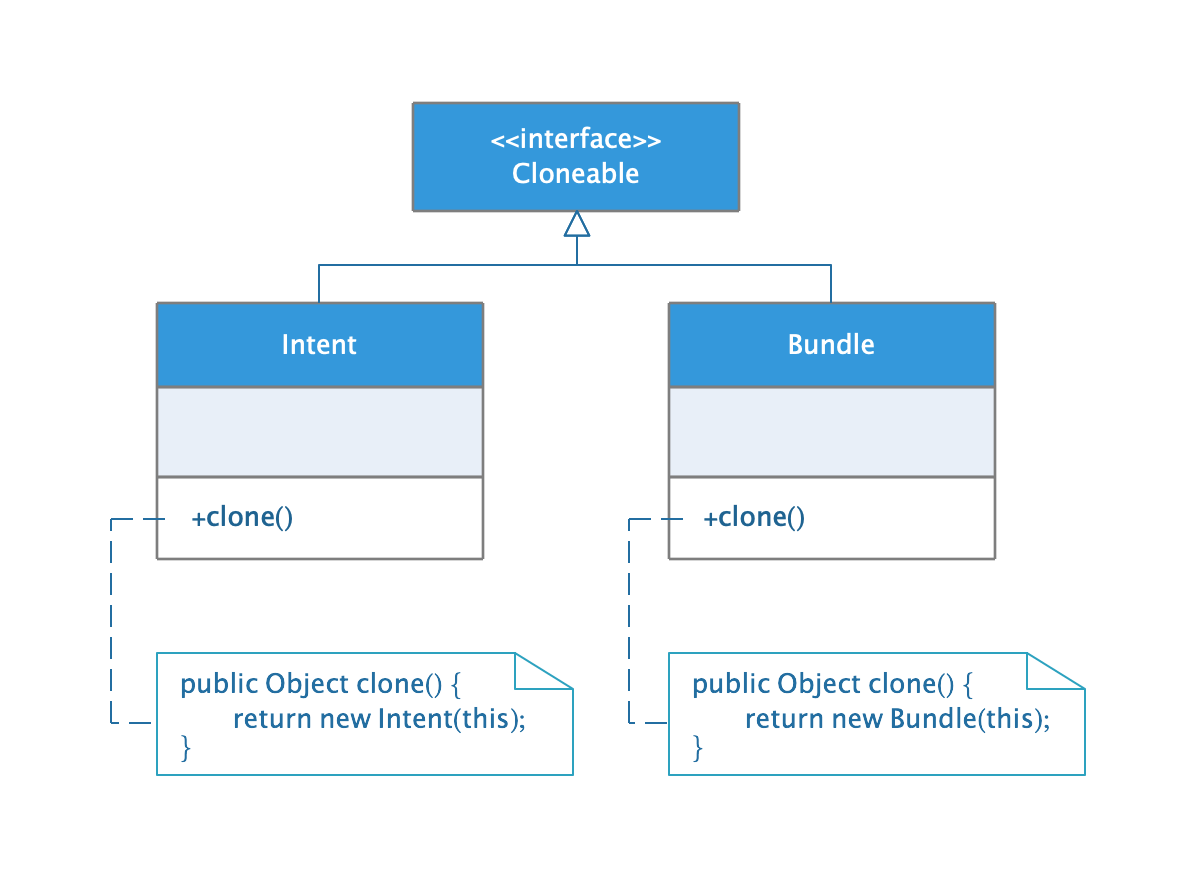 <<interface>>
Cloneable
Intent
Bundle
+clone()
+clone()
public Object clone() {
return new Intent(this);
}
public Object clone() {
return new Bundle(this);
}